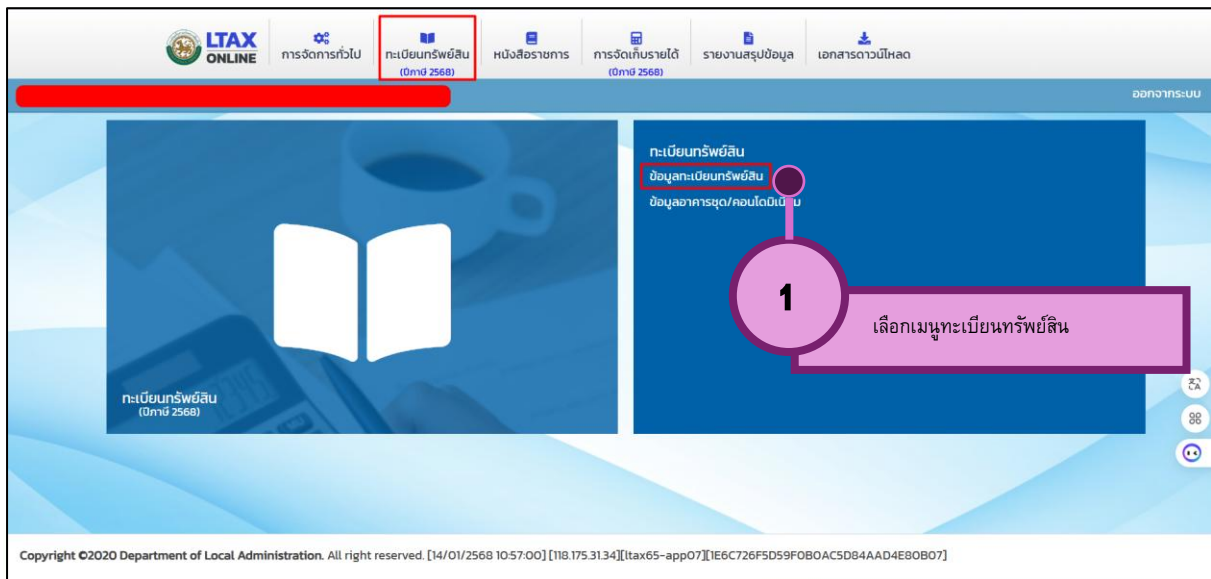 LTAX
ONLINE
การจัดการทั่วไป
ทะเบียนทรัพย์สิน
(ปีภาษี 2568)
หนังสือราชการ
การจัดเก็บรายได้
(ปีภาษี 2568)
รายงานสรุปข้อมูล
เอกสารดาวน์โหลด
ออกจากระบบ
ทะเบียนทรัพย์สิน
ข้อมูลทะเบียนทรัพย์สิน
ข้อมูลอาคารชุด/คอนโดมิเนียม
1
เลือกเมนูทะเบียนทรัพย์สิน
ทะเบียนทรัพย์สิน
(ปีภาษี 2568)
Copyright ©2020 Department of Local Administration. All right reserved. [14/01/2568 10:57:00] [118.175.31.34][ltax65-app07][1E6C726F5D59F0B0AC5D84AAD4E80B07]